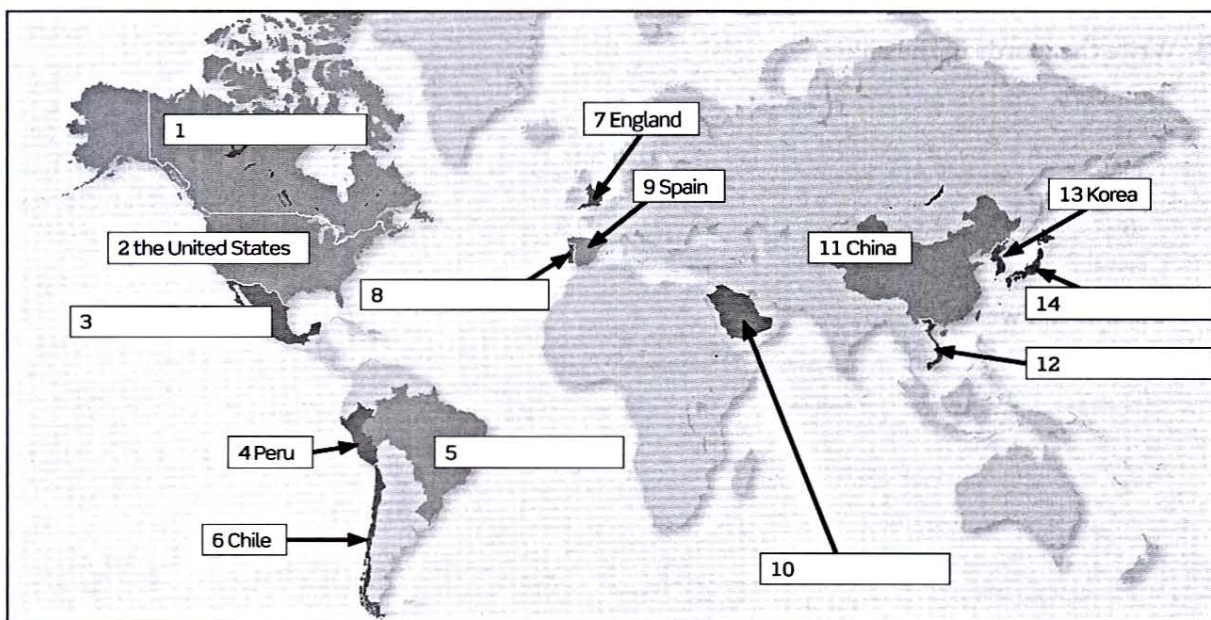 1
2 the United States
3
4 Peru
5
6 Chile
7 England
8
9 Spain
10
11 China
12
13 Korea
14